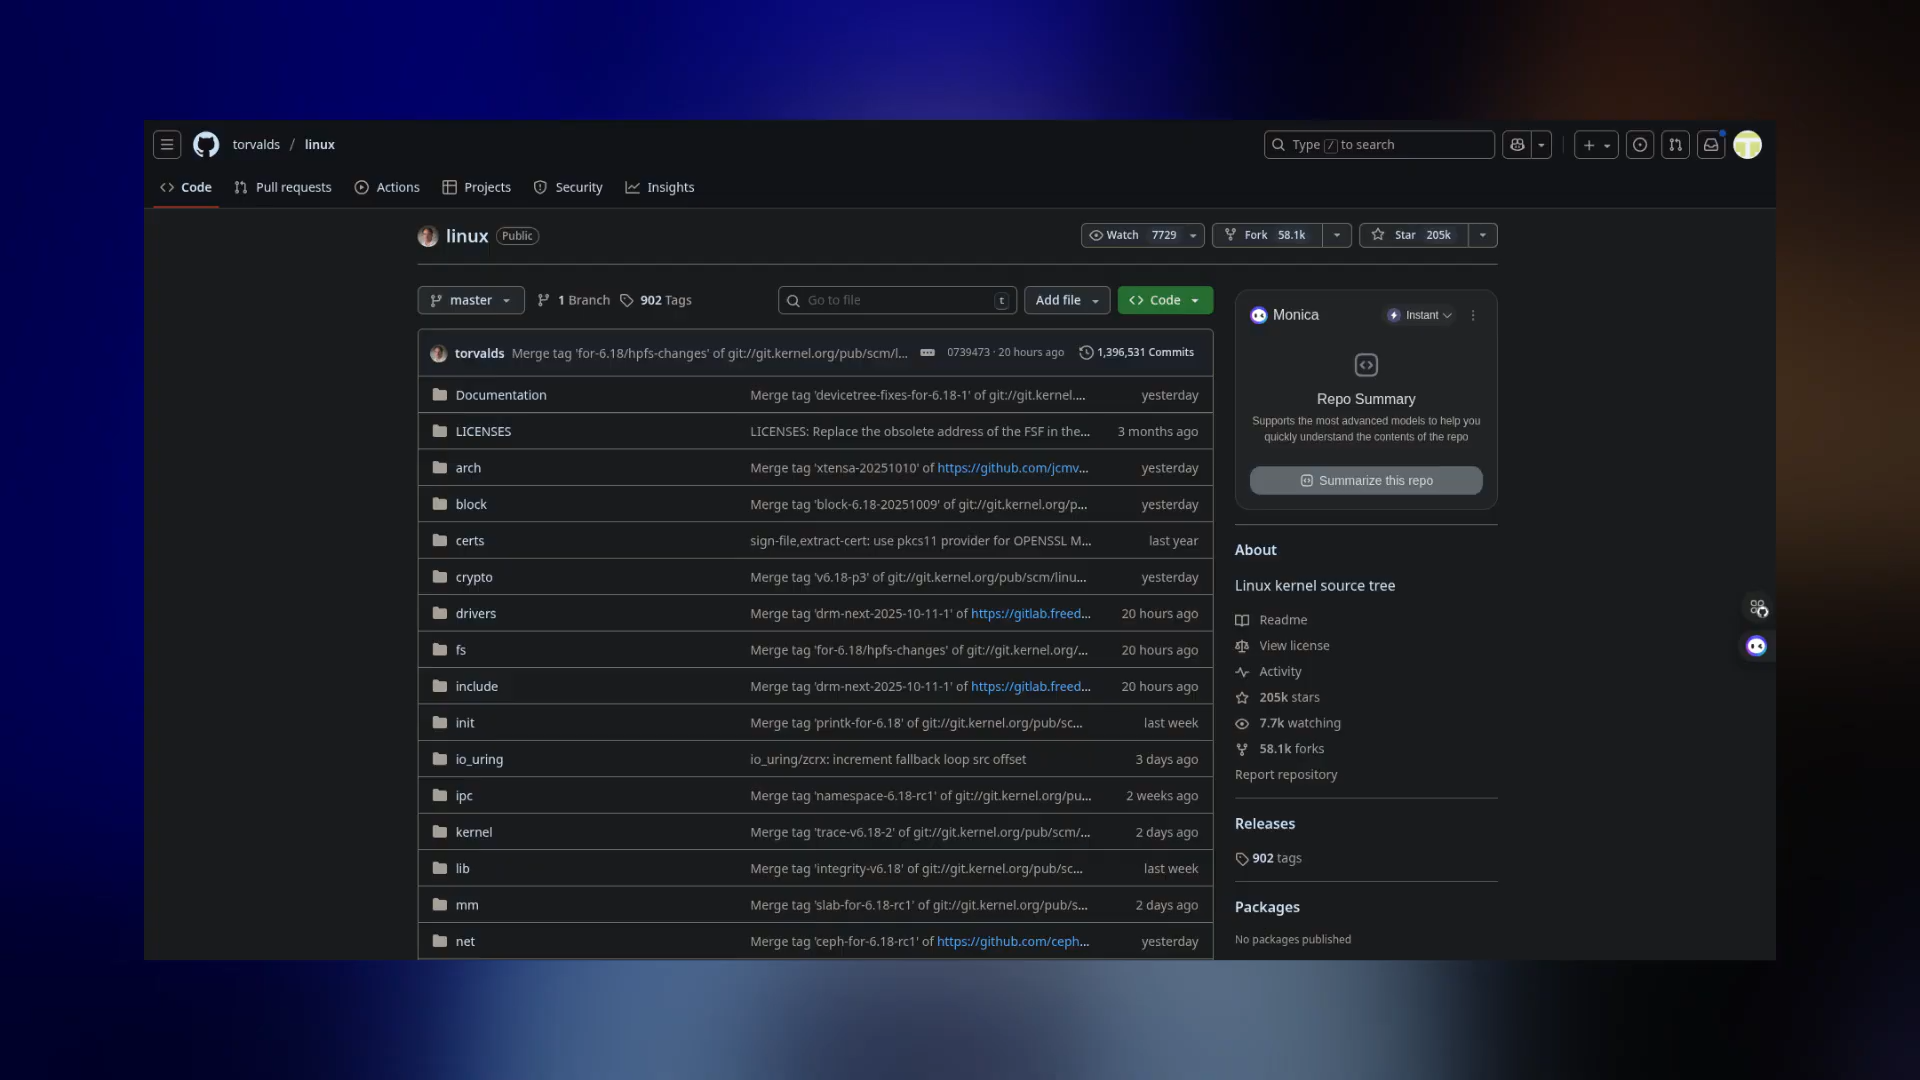 torvalds / linux
Type / to search
Code Pull requests Actions Projects Security Insights
linux Public
Watch 7729 Fork 58.1k Star 205k
master 1 Branch 902 Tags Go to file t Add file Code
torvalds Merge tag 'for-6.18/hpfs-changes' of git://git.kernel.org/pub/scm/l... 0739473 · 20 hours ago 1,396,531 Commits
Documentation Merge tag 'devicetree-fixes-for-6.18-1' of git://git.kernel.... yesterday
LICENSES LICENSES: Replace the obsolete address of the FSF in the... 3 months ago
arch Merge tag 'xtensa-20251010' of https://github.com/jcmv... yesterday
block Merge tag 'block-6.18-20251009' of git://git.kernel.org/p... yesterday
certs sign-file,extract-cert: use pkcs11 provider for OPENSSL M... last year
crypto Merge tag 'v6.18-p3' of git://git.kernel.org/pub/scm/linu... yesterday
drivers Merge tag 'drm-next-2025-10-11-1' of https://gitlab.freed... 20 hours ago
fs Merge tag 'for-6.18/hpfs-changes' of git://git.kernel.org/... 20 hours ago
include Merge tag 'drm-next-2025-10-11-1' of https://gitlab.freed... 20 hours ago
init Merge tag 'printk-for-6.18' of git://git.kernel.org/pub/sc... last week
io_uring io_uring/zcrx: increment fallback loop src offset 3 days ago
ipc Merge tag 'namespace-6.18-rc1' of git://git.kernel.org/pu... 2 weeks ago
kernel Merge tag 'trace-v6.18-2' of git://git.kernel.org/pub/scm/... 2 days ago
lib Merge tag 'integrity-v6.18' of git://git.kernel.org/pub/sc... last week
mm Merge tag 'slab-for-6.18-rc1' of git://git.kernel.org/pub/s... 2 days ago
net Merge tag 'ceph-for-6.18-rc1' of https://github.com/ceph... yesterday
Monica Instant
Repo Summary
Supports the most advanced models to help you
quickly understand the contents of the repo
Summarize this repo
About
Linux kernel source tree
Readme
View license
Activity
205k stars
7.7k watching
58.1k forks
Report repository
Releases
902 tags
Packages
No packages published